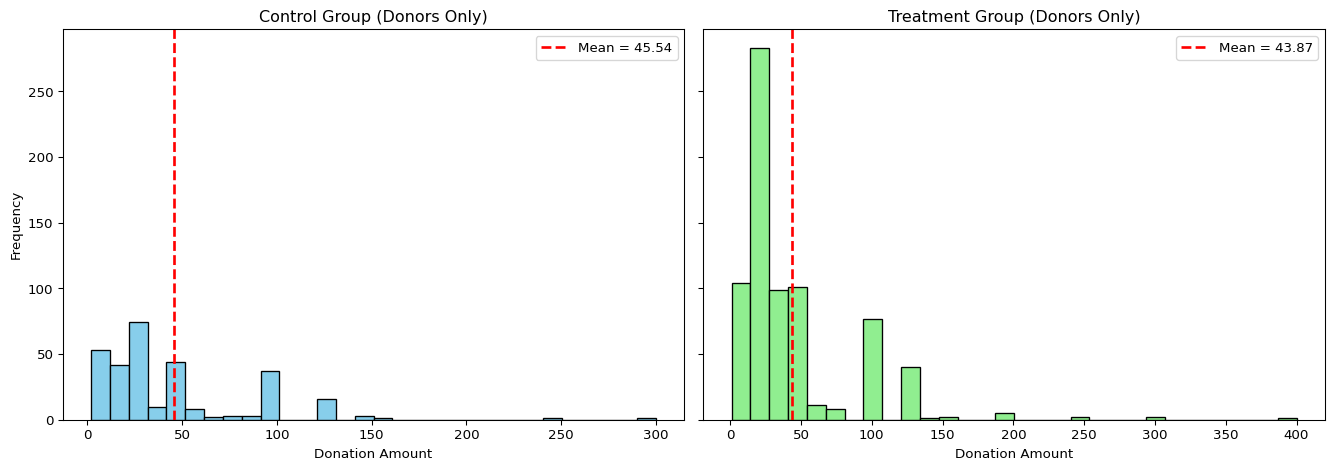 Control Group (Donors Only)
Mean = 45.54
Frequency
250
200
150
100
50
0
0 50 100 150 200 250 300
Donation Amount
Treatment Group (Donors Only)
Mean = 43.87
0 50 100 150 200 250 300 350 400
Donation Amount